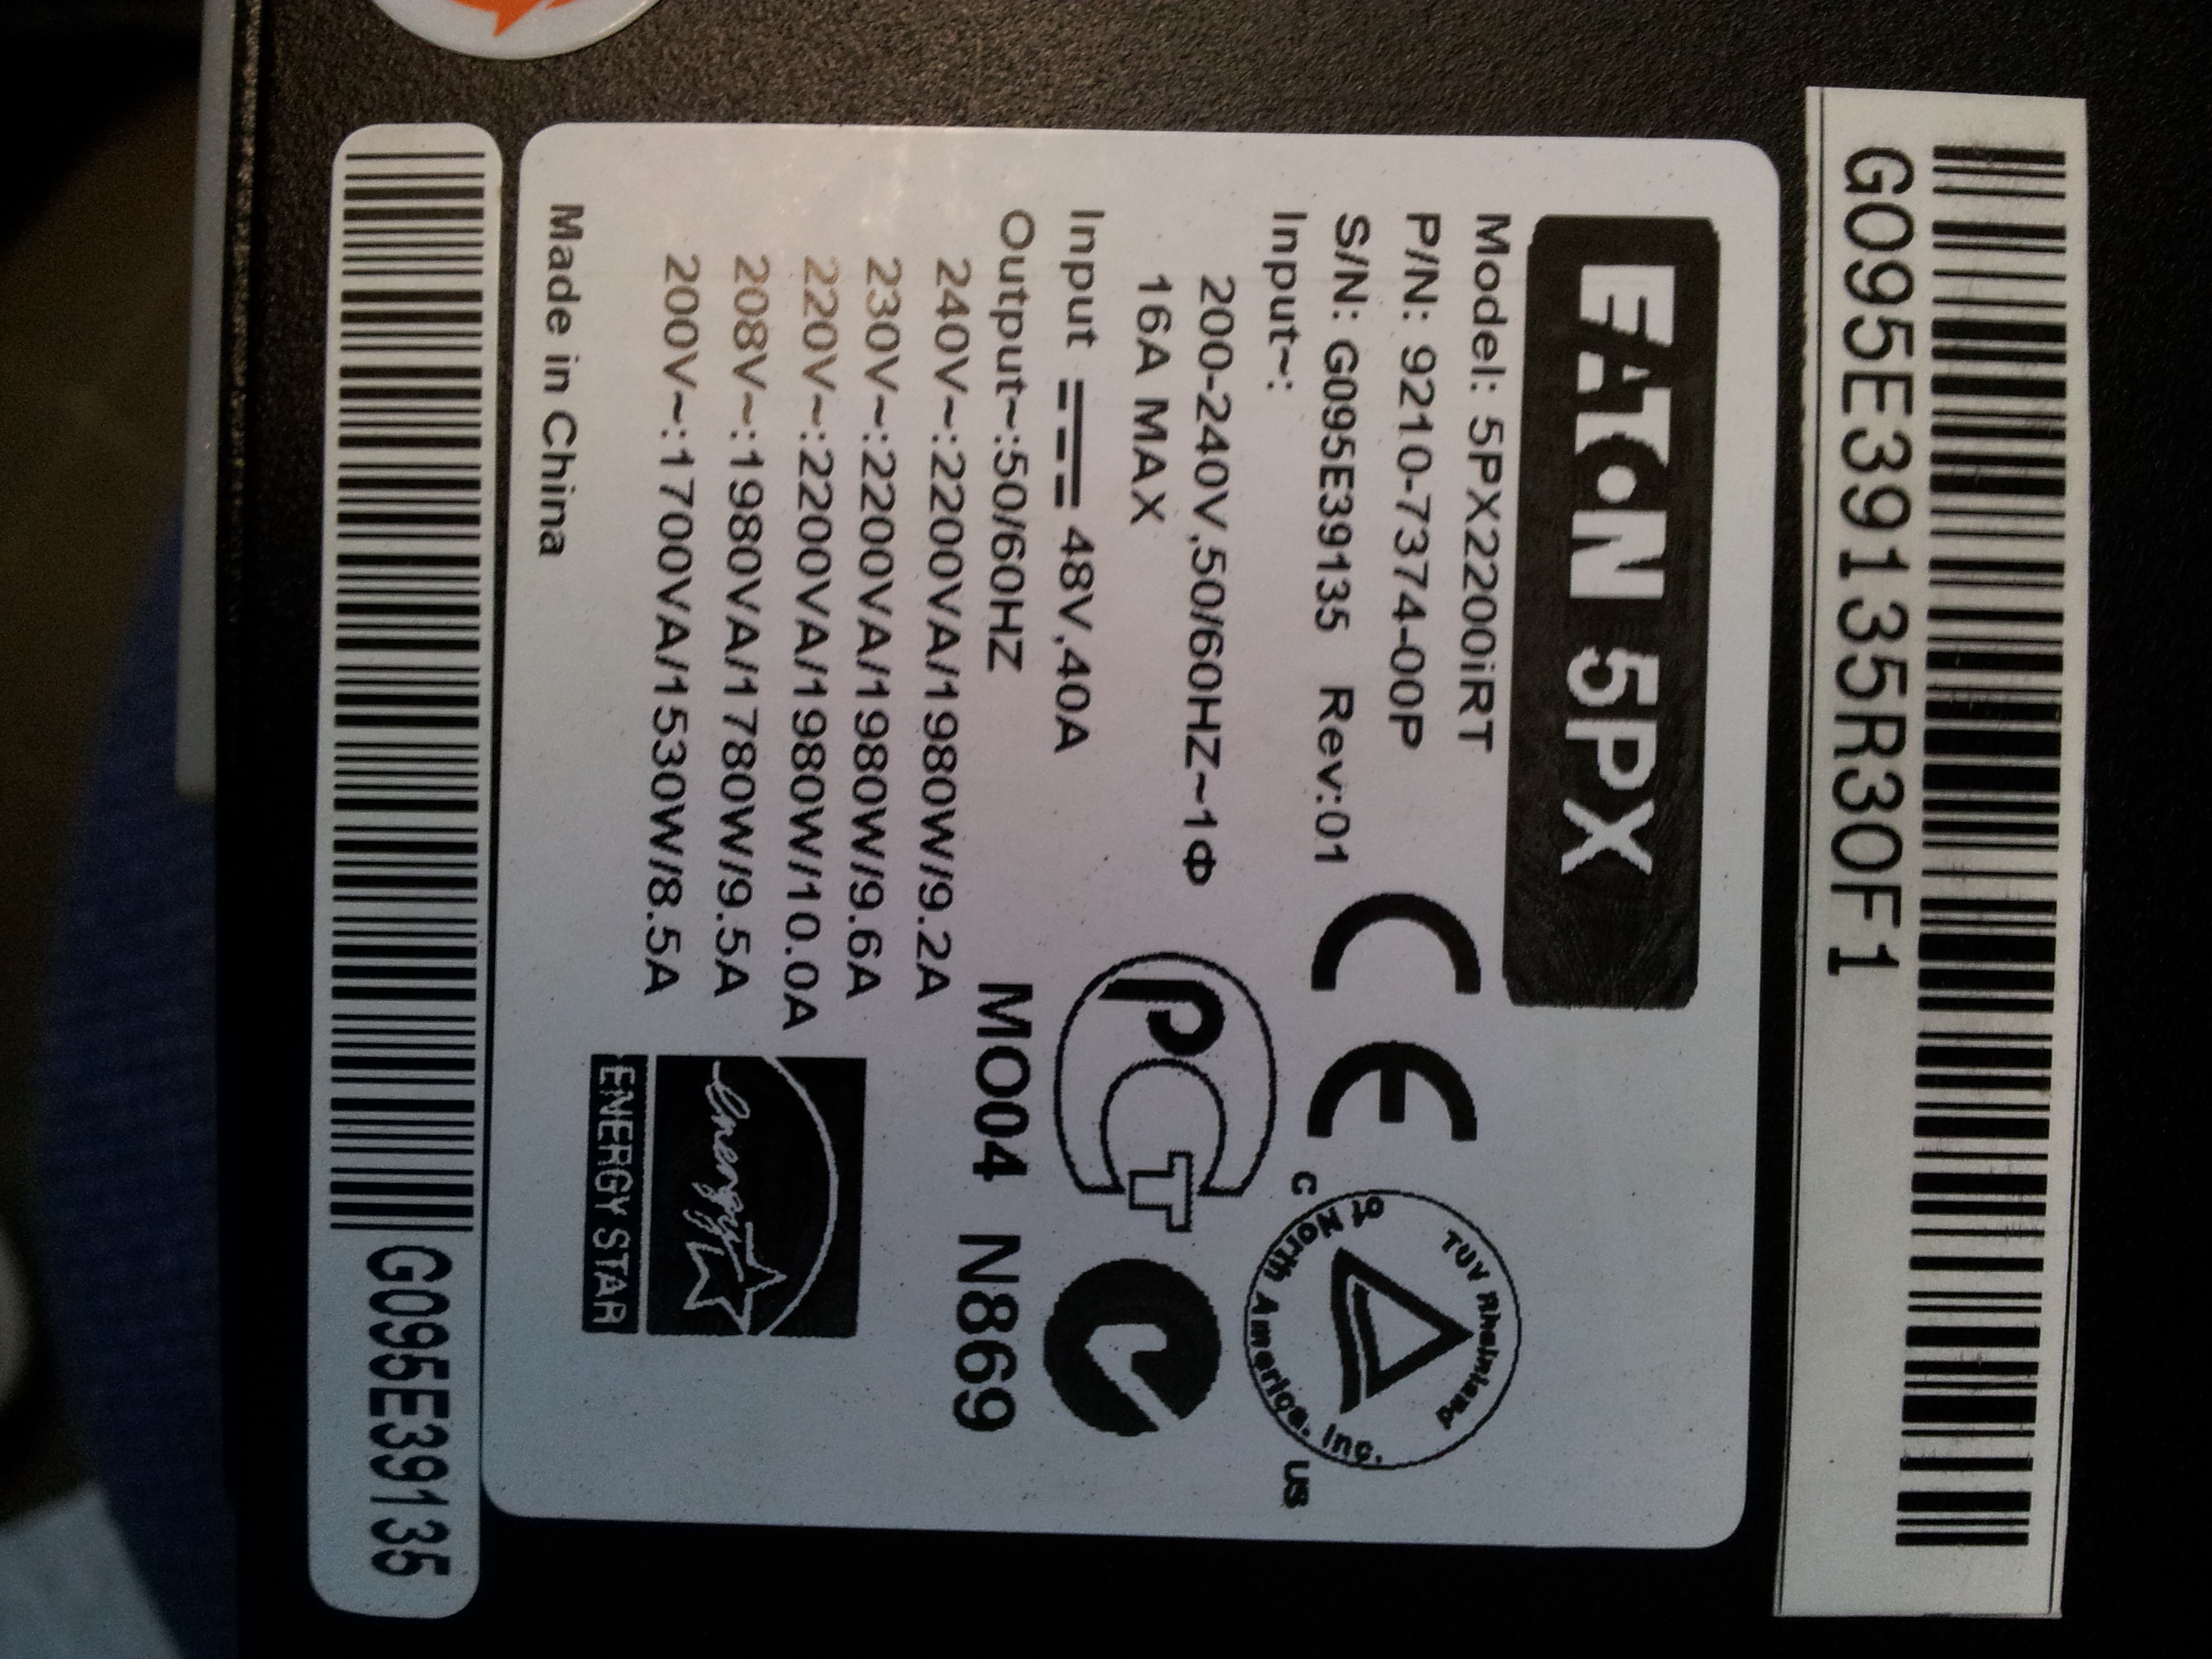 G095E39135R30F1
EATON 5PX
Model: 5PX2200iRT
P/N: 9210-7374-00P
S/N: G095E39135 Rev:01
Input~:
200-240V,50/60HZ~1Φ
16A MAX
Input ⎓ 48V,40A
Output~:50/60HZ
240V~:2200VA/1980W/9.2A
230V~:2200VA/1980W/9.6A
220V~:2200VA/1980W/10.0A
208V~:1980VA/1780W/9.5A
200V~:1700VA/1530W/8.5A
Made in China
CE
TUV Rheinland
of North America. Inc.
C US
PCT
MO04 N869
energy
ENERGY STAR
G095E39135